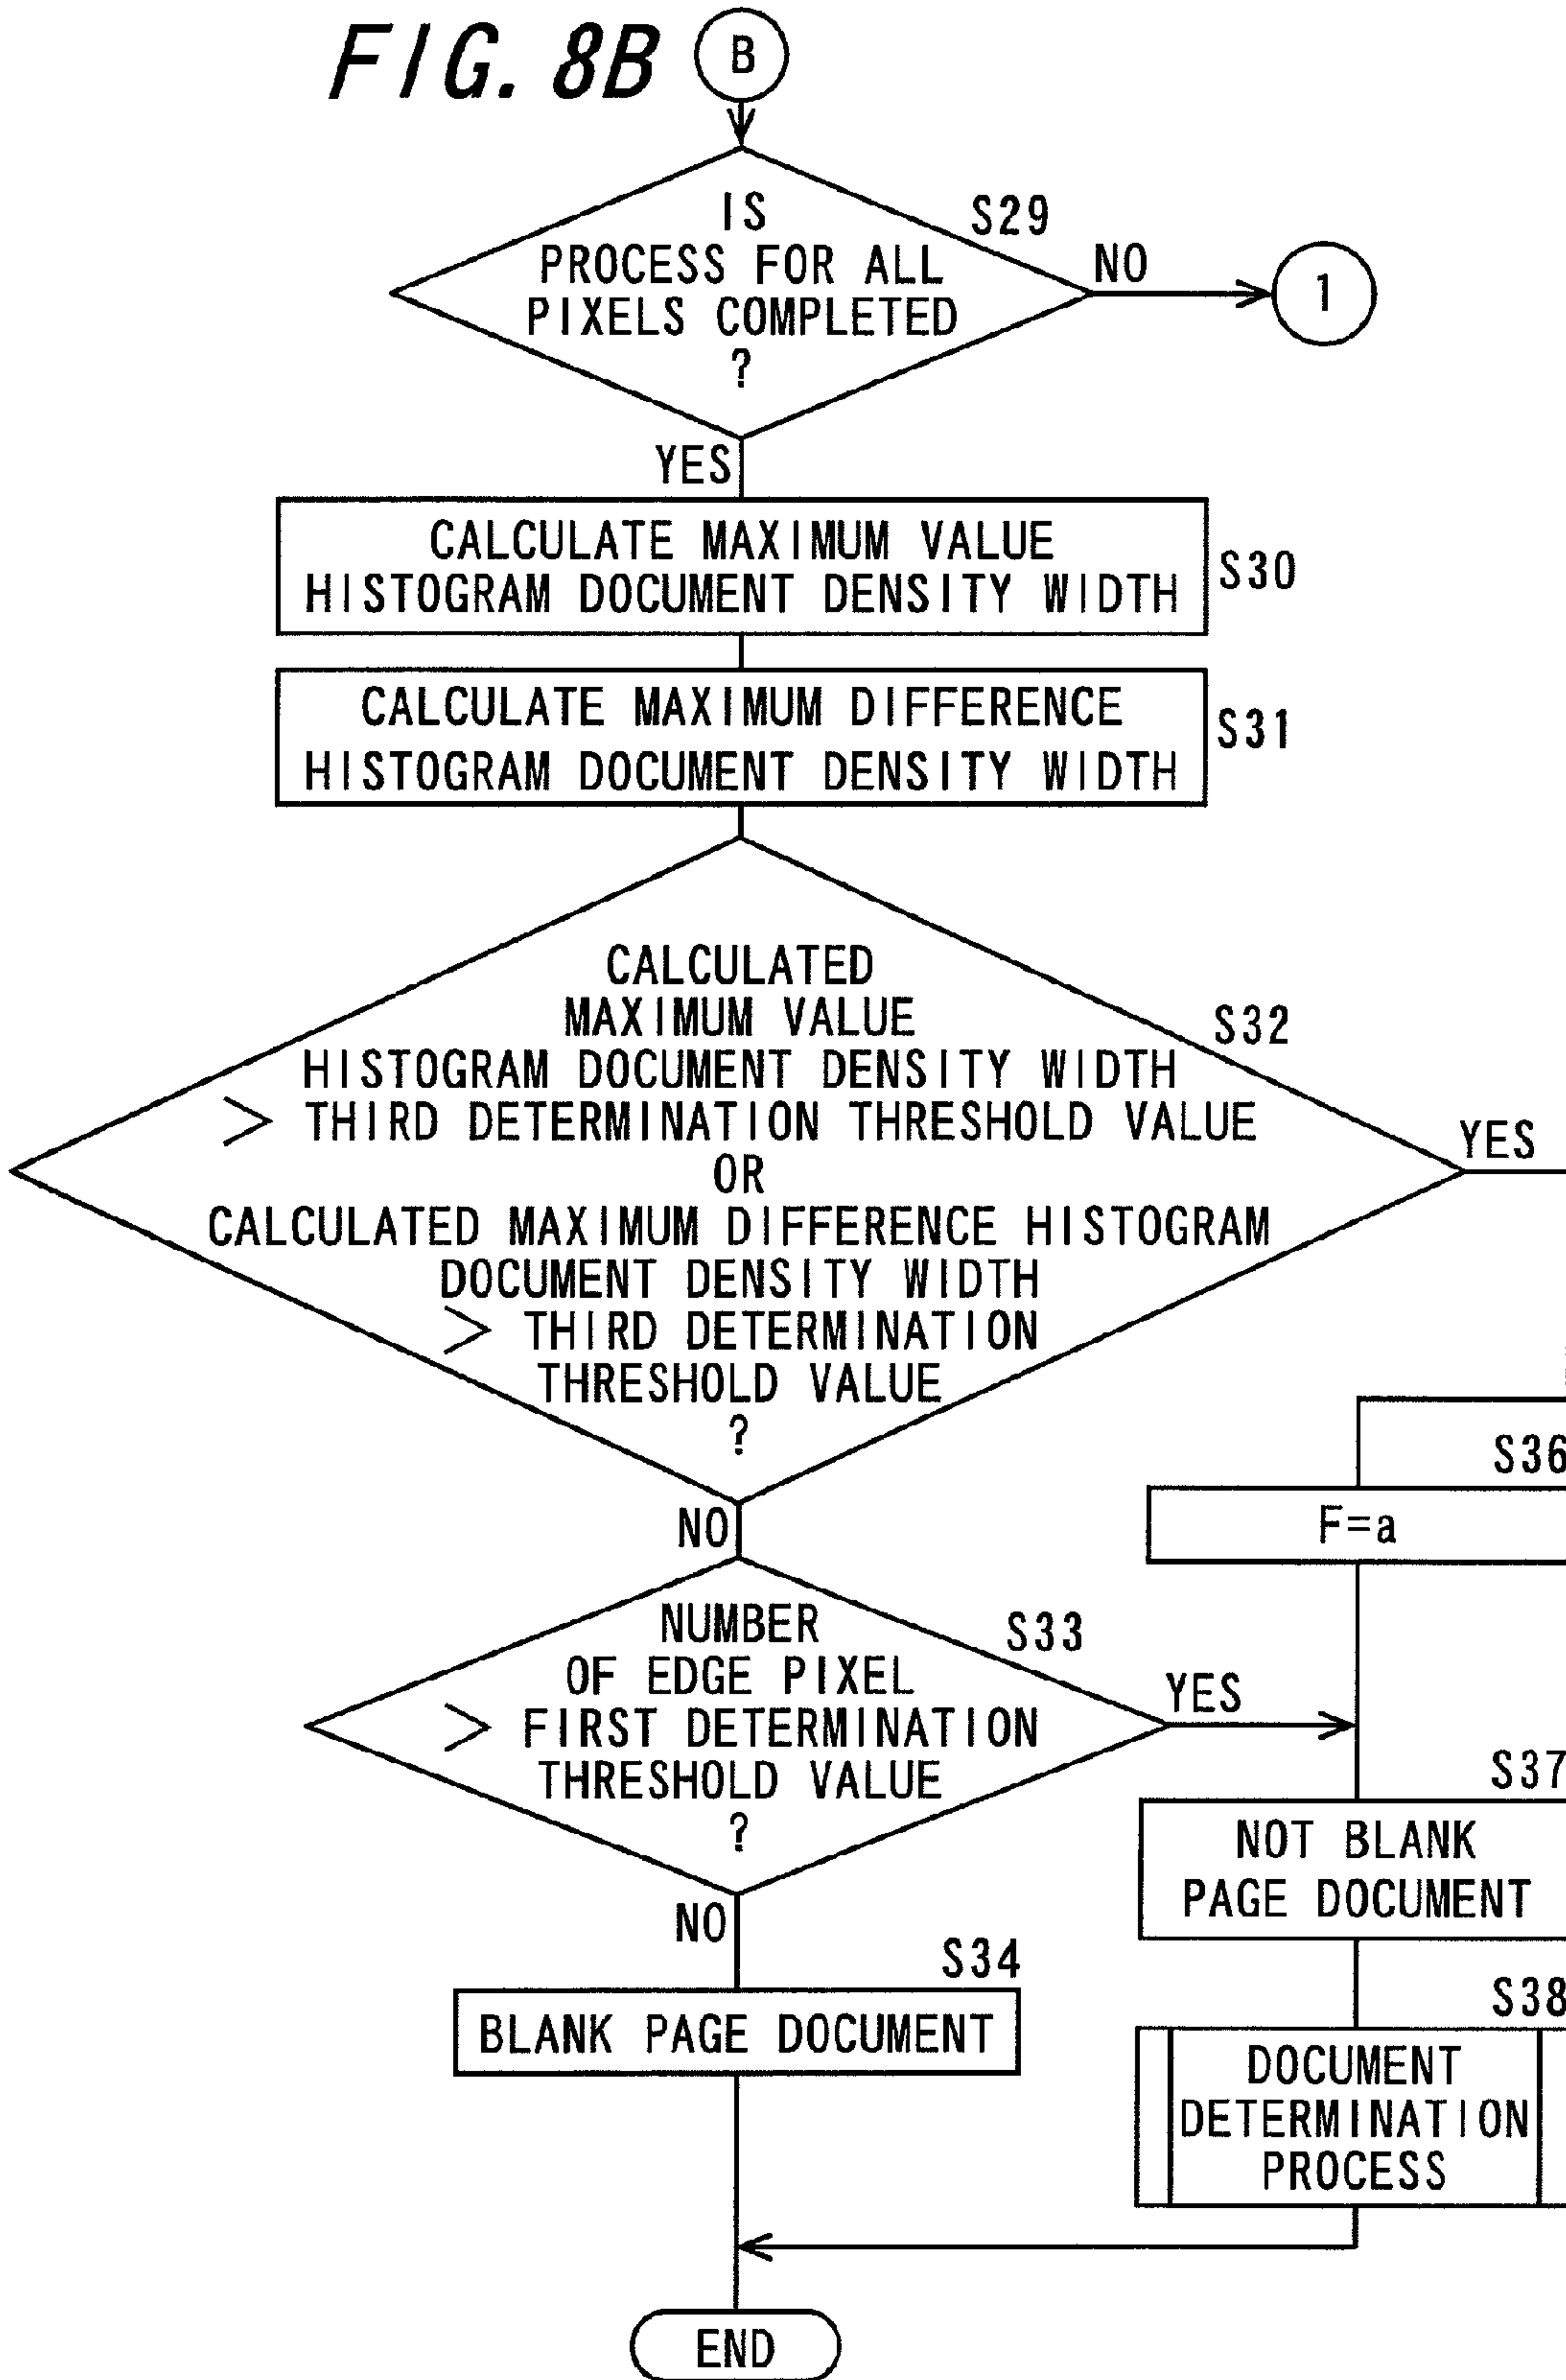 FIG. 8B
B
IS
PROCESS FOR ALL
PIXELS COMPLETED
?
S29
NO
1
YES
CALCULATE MAXIMUM VALUE
HISTOGRAM DOCUMENT DENSITY WIDTH
S30
CALCULATE MAXIMUM DIFFERENCE
HISTOGRAM DOCUMENT DENSITY WIDTH
S31
CALCULATED
MAXIMUM VALUE
HISTOGRAM DOCUMENT DENSITY WIDTH
> THIRD DETERMINATION THRESHOLD VALUE
OR
CALCULATED MAXIMUM DIFFERENCE HISTOGRAM
DOCUMENT DENSITY WIDTH
> THIRD DETERMINATION
THRESHOLD VALUE
?
S32
YES
NO
S36
F=a
NUMBER
OF EDGE PIXEL
> FIRST DETERMINATION
THRESHOLD VALUE
?
S33
YES
NO
S37
NOT BLANK
PAGE DOCUMENT
S34
BLANK PAGE DOCUMENT
S38
DOCUMENT
DETERMINATION
PROCESS
END